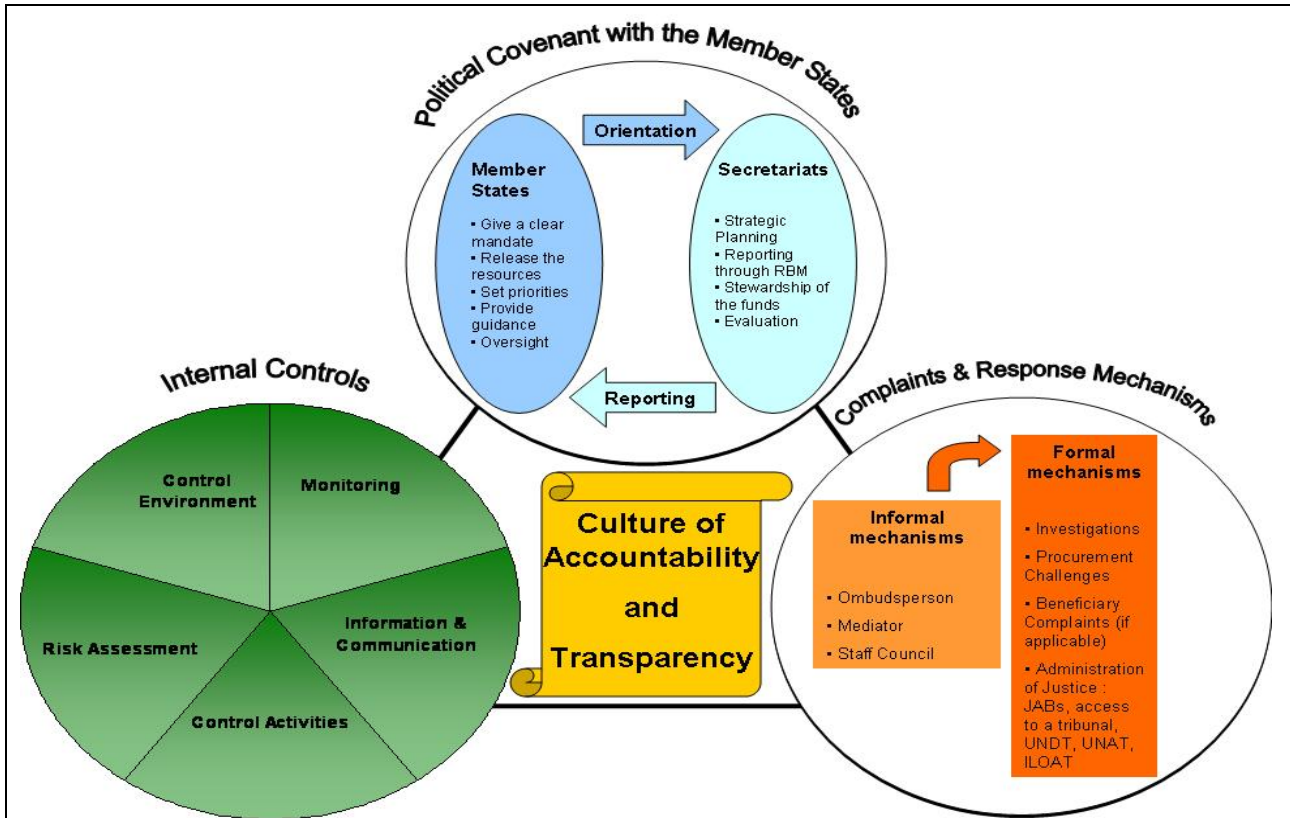 Political Covenant with the Member States
Orientation
Member
States
▪ Give a clear
mandate
▪ Release the
resources
▪ Set priorities
▪ Provide
guidance
▪ Oversight
Secretariats
▪ Strategic
Planning
▪ Reporting
through RBM
▪ Stewardship of
the funds
▪ Evaluation
Reporting
Internal Controls
Control
Environment
Monitoring
Risk Assessment
Information &
Communication
Control Activities
Culture of
Accountability
and
Transparency
Complaints & Response Mechanisms
Informal
mechanisms
▪ Ombudsperson
▪ Mediator
▪ Staff Council
Formal
mechanisms
▪ Investigations
▪ Procurement
Challenges
▪ Beneficiary
Complaints (if
applicable)
▪ Administration
of Justice :
JABs, access
to a tribunal,
UNDT, UNAT,
ILOAT